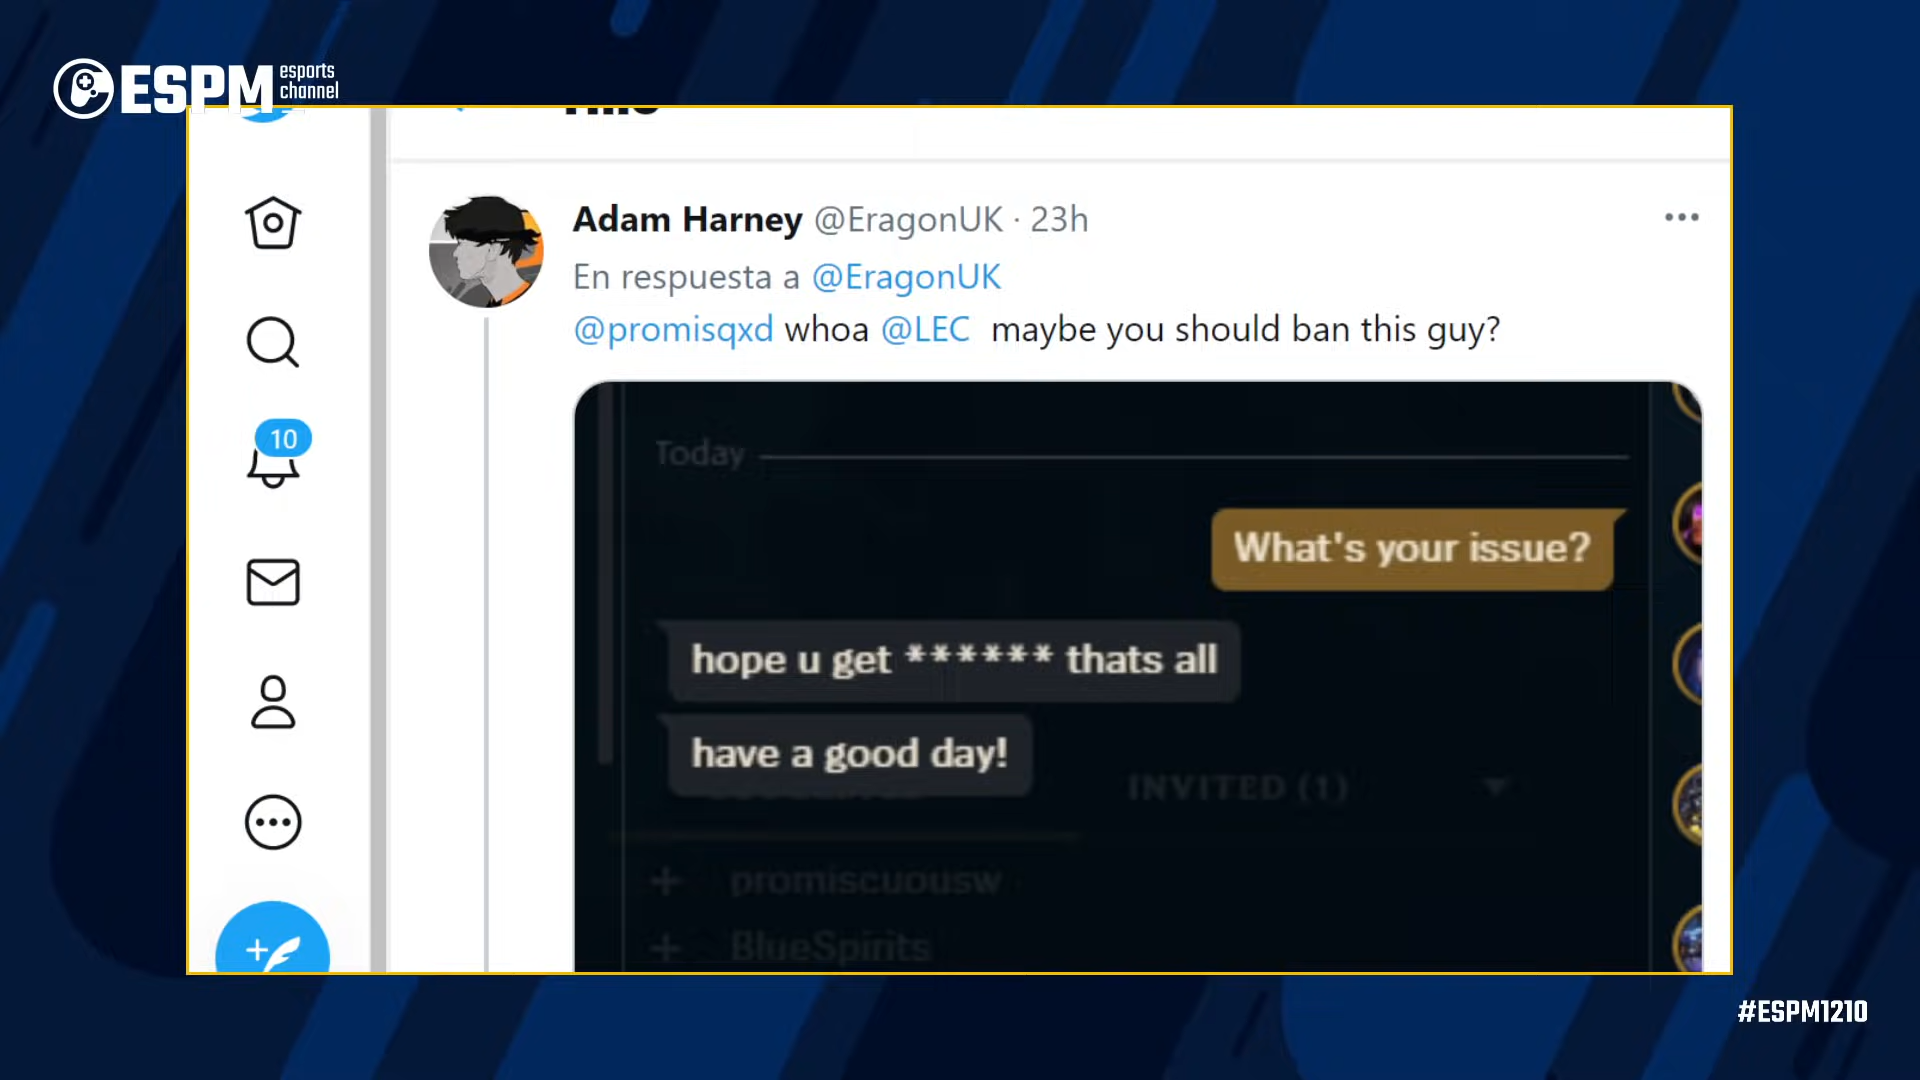 ESPM esports
channel
Hilo
Adam Harney @EragonUK · 23h
En respuesta a @EragonUK
@promisqxd whoa @LEC maybe you should ban this guy?
10
Today
What's your issue?
hope u get ****** thats all
have a good day!
INVITED (1)
promiscuousw
BlueSpirits
#ESPM1210